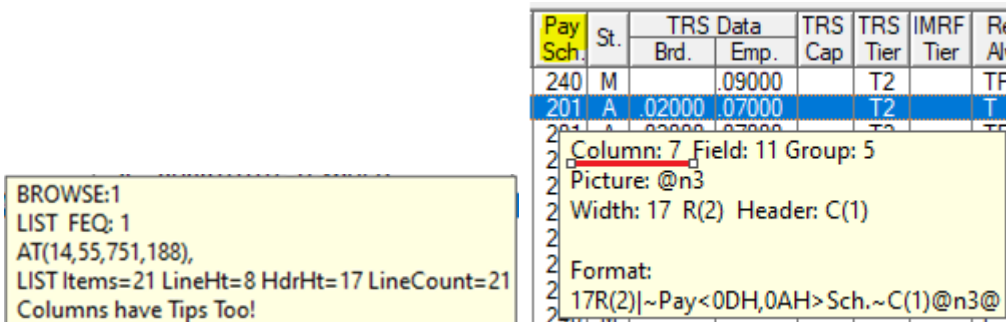 BROWSE:1
LIST FEQ: 1
AT(14,55,751,188),
LIST Items=21 LineHt=8 HdrHt=17 LineCount=21
Columns have Tips Too!
Pay St. TRS Data TRS TRS IMRF
Sch. Brd. Emp. Cap Tier Tier
240 M .09000 T2
201 A .02000 .07000 T2 T
Column: 7 Field: 11 Group: 5
Picture: @n3
Width: 17 R(2) Header: C(1)
Format:
17R(2)|~Pay<0DH,0AH>Sch.~C(1)@n3@